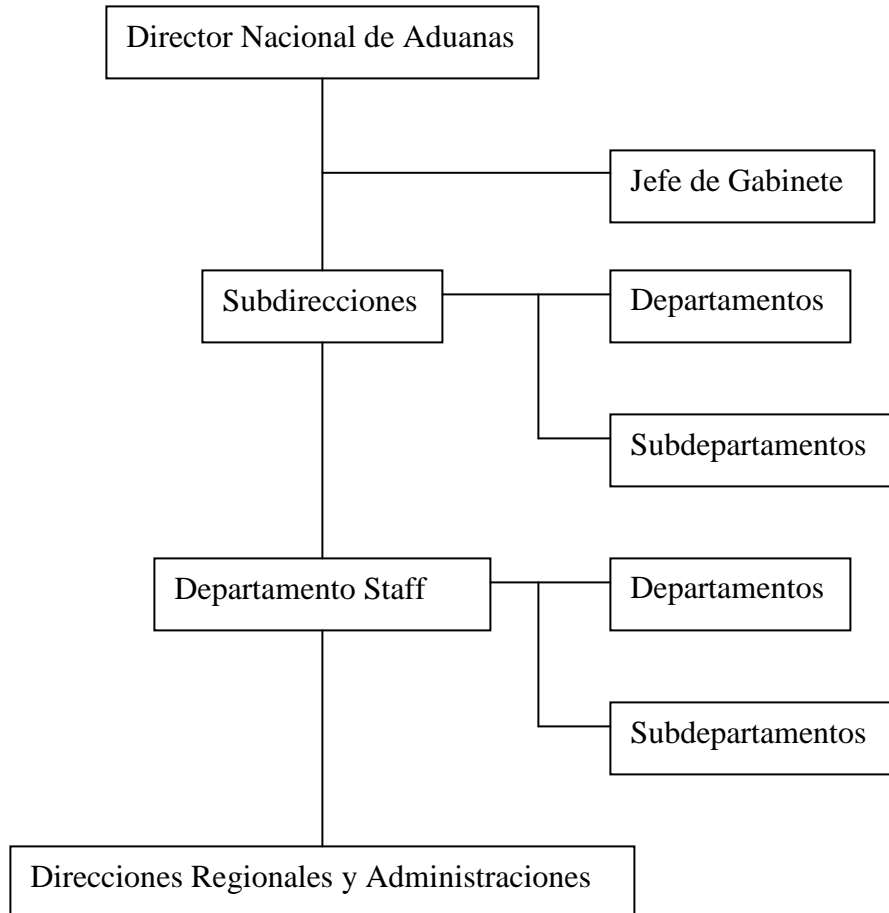 Director Nacional de Aduanas
Jefe de Gabinete
Subdirecciones
Departamentos
Subdepartamentos
Departamento Staff
Departamentos
Subdepartamentos
Direcciones Regionales y Administraciones